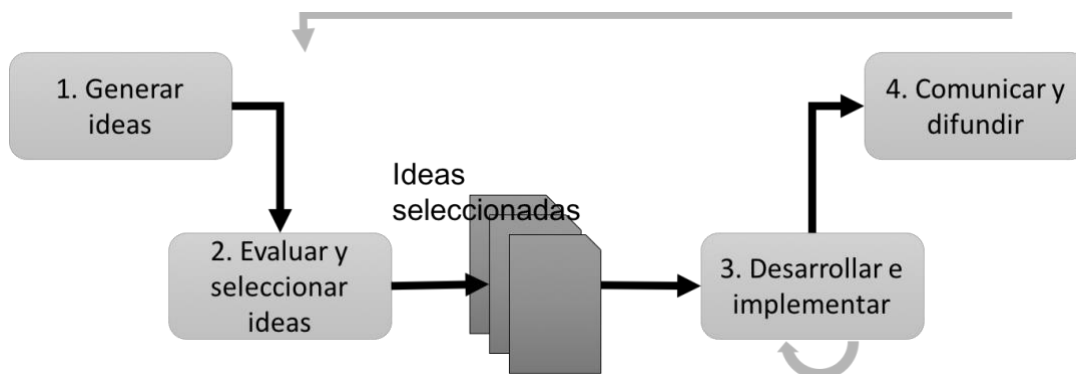 1. Generar
ideas
4. Comunicar y
difundir
Ideas
seleccionadas
2. Evaluar y
seleccionar
ideas
3. Desarrollar e
implementar